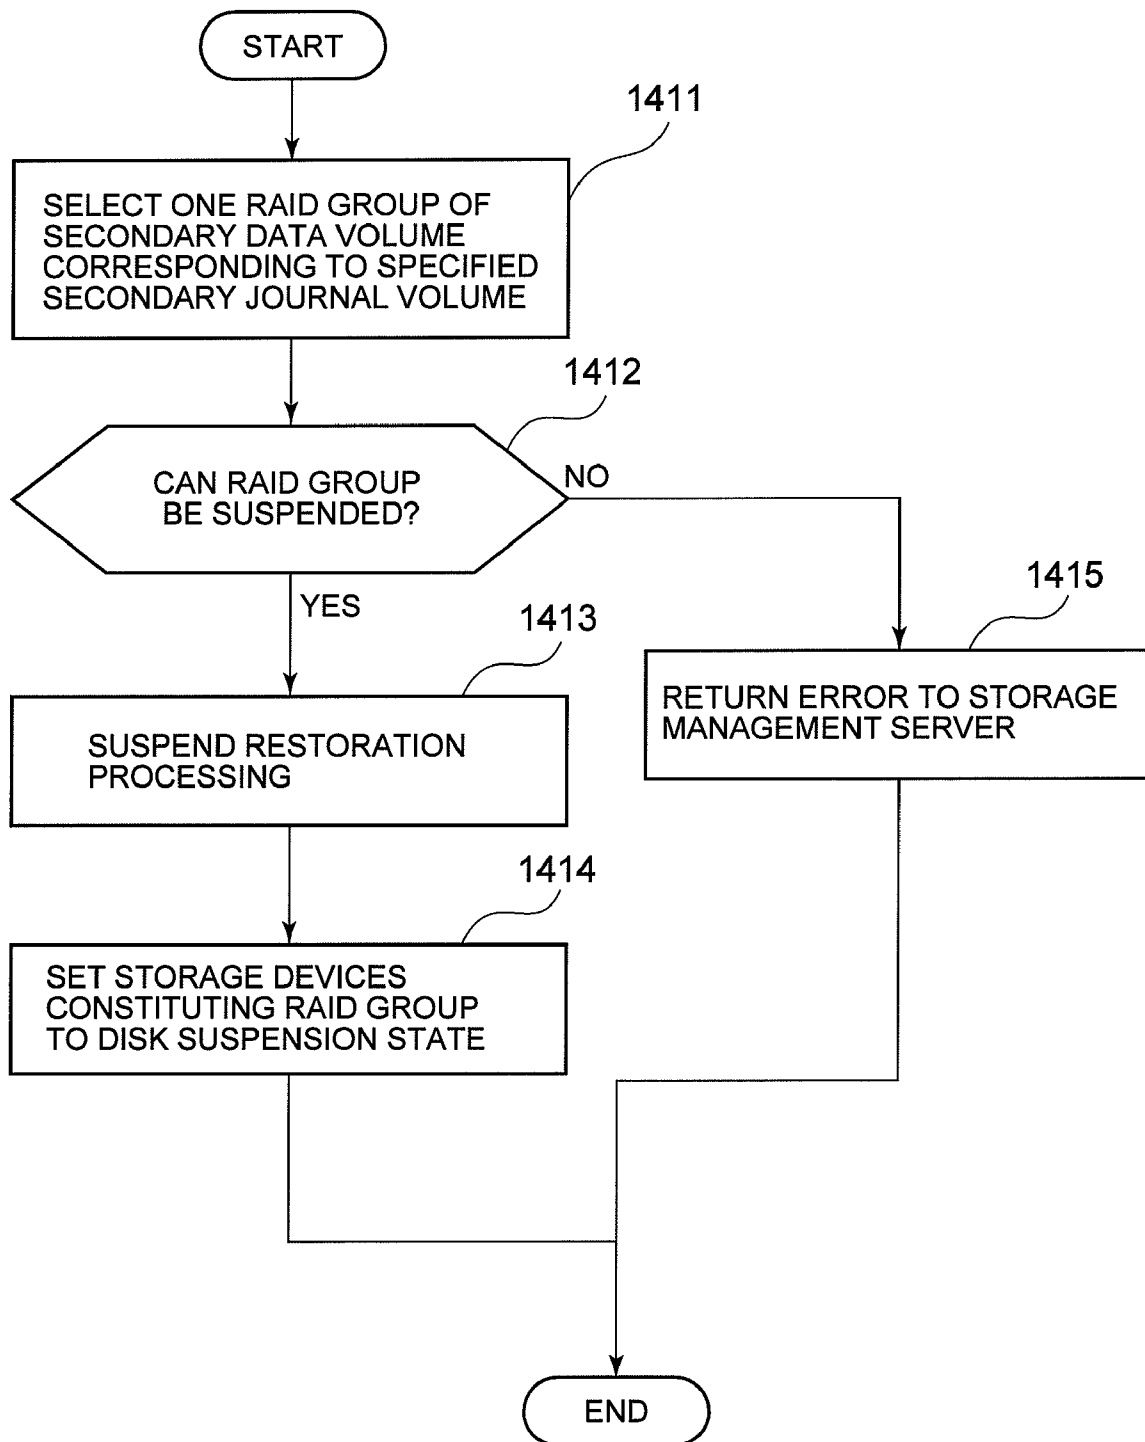 START
1411
SELECT ONE RAID GROUP OF
SECONDARY DATA VOLUME
CORRESPONDING TO SPECIFIED
SECONDARY JOURNAL VOLUME
1412
CAN RAID GROUP
BE SUSPENDED?
NO
YES
1413
SUSPEND RESTORATION
PROCESSING
1415
RETURN ERROR TO STORAGE
MANAGEMENT SERVER
1414
SET STORAGE DEVICES
CONSTITUTING RAID GROUP
TO DISK SUSPENSION STATE
END